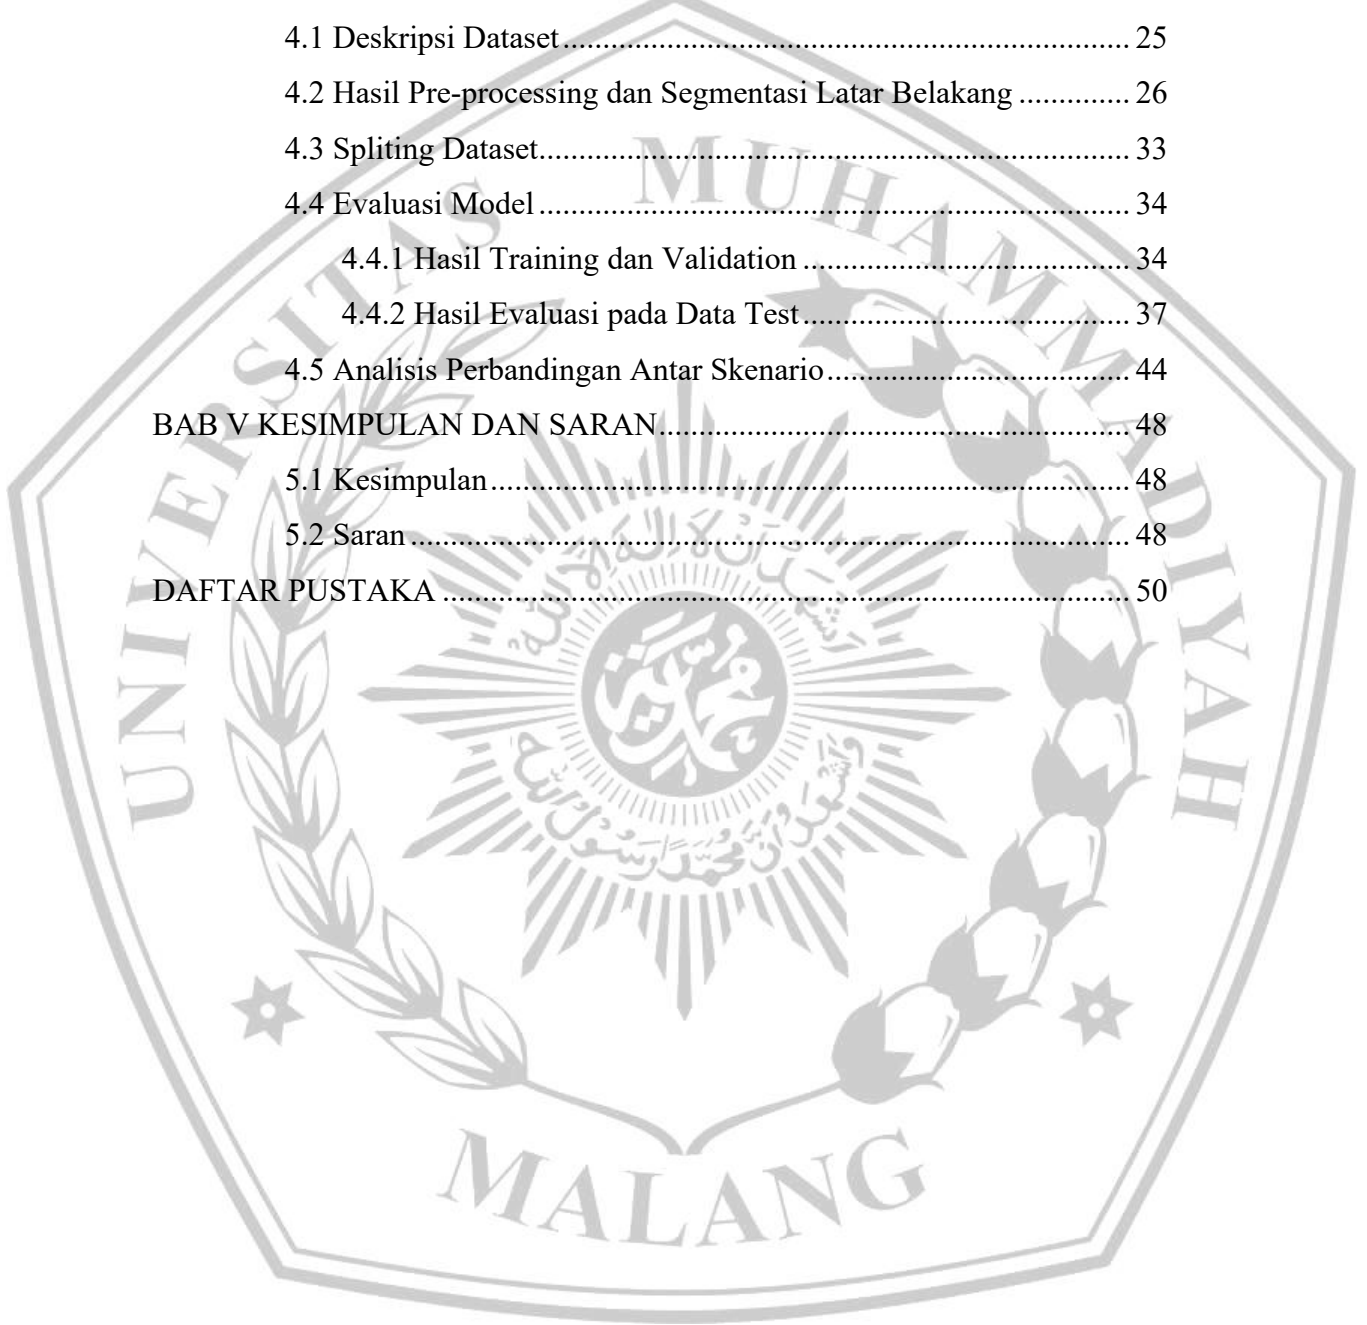 4.1 Deskripsi Dataset.......................................................................... 25
4.2 Hasil Pre-processing dan Segmentasi Latar Belakang .............. 26
4.3 Spliting Dataset............................................................................ 33
4.4 Evaluasi Model ............................................................................ 34
4.4.1 Hasil Training dan Validation .......................................... 34
4.4.2 Hasil Evaluasi pada Data Test.......................................... 37
4.5 Analisis Perbandingan Antar Skenario....................................... 44
BAB V KESIMPULAN DAN SARAN............................................................ 48
5.1 Kesimpulan.................................................................................. 48
5.2 Saran ............................................................................................ 48
DAFTAR PUSTAKA ......................................................................................... 50
UNIVERSITAS MUHAMMADIYAH
MALANG